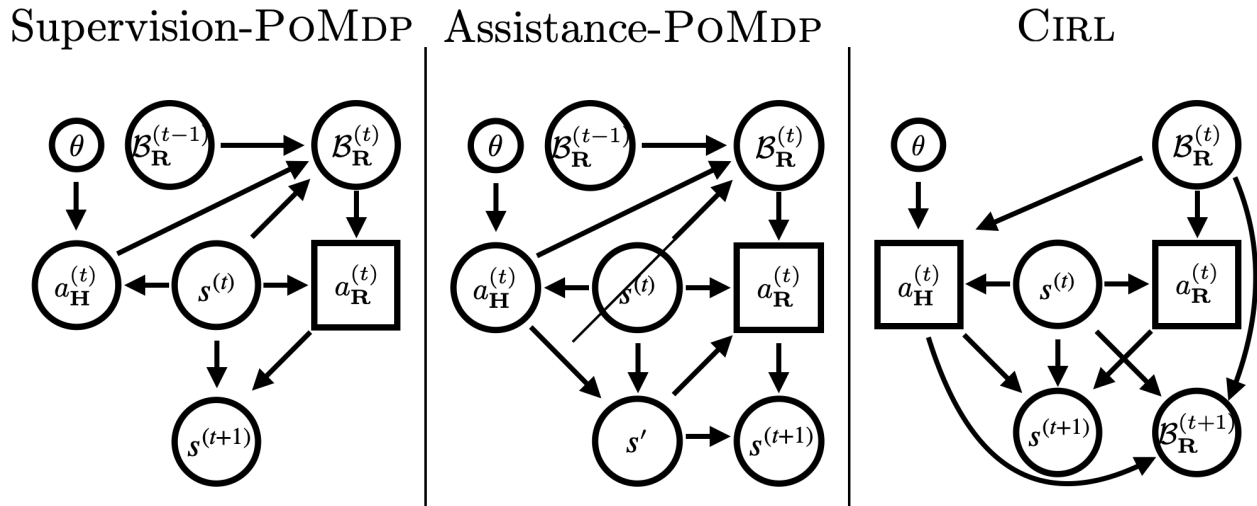 Supervision-POMDP Assistance-POMDP CIRL
θ B_R^(t−1) B_R^(t) θ B_R^(t−1) B_R^(t) θ B_R^(t)
a_H^(t) s^(t) a_R^(t) a_H^(t) s^(t) a_R^(t) a_H^(t) s^(t) a_R^(t)
s^(t+1) s′ s^(t+1) s^(t+1) B_R^(t+1)